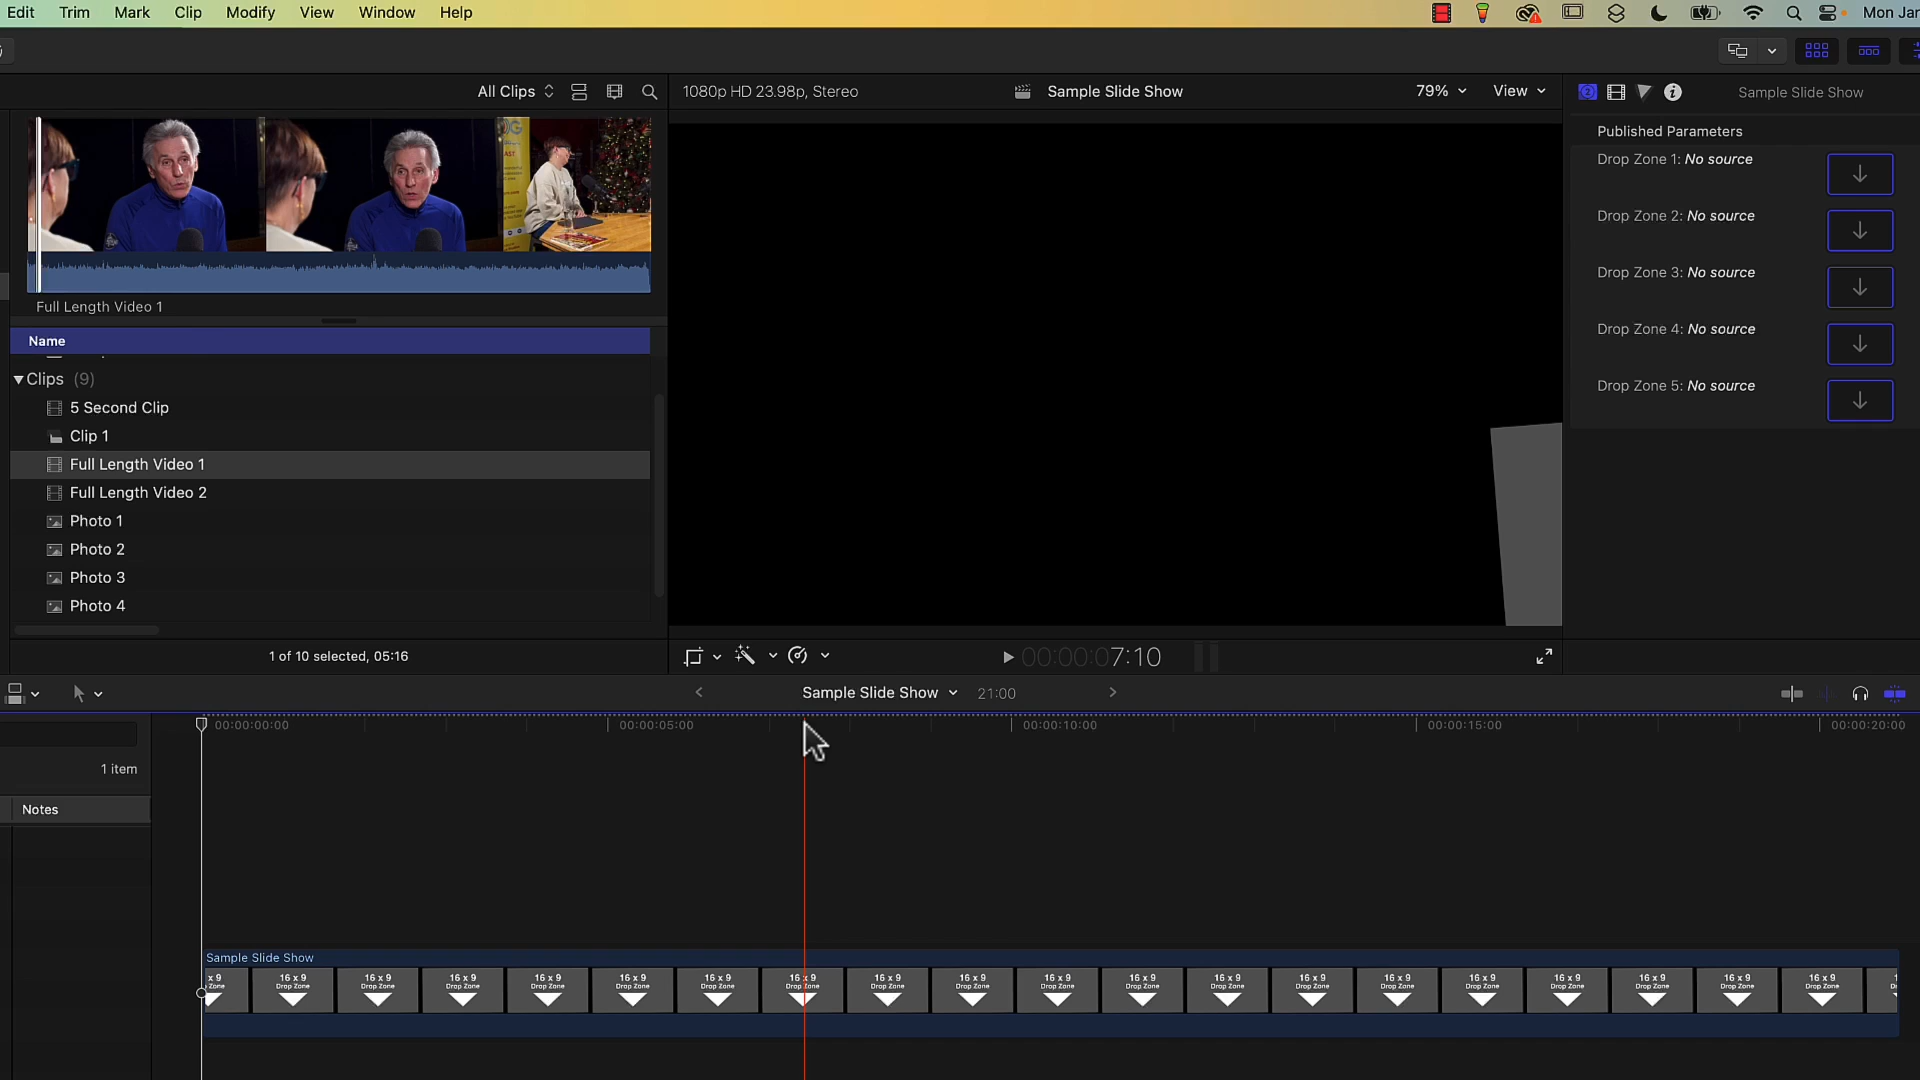 Edit Trim Mark Clip Modify View Window Help
Mon Jan
All Clips
1080p HD 23.98p, Stereo
Sample Slide Show
79%
View
Sample Slide Show
Published Parameters
Drop Zone 1: No source
Drop Zone 2: No source
Drop Zone 3: No source
Drop Zone 4: No source
Drop Zone 5: No source
Full Length Video 1
Name
Clips (9)
5 Second Clip
Clip 1
Full Length Video 1
Full Length Video 2
Photo 1
Photo 2
Photo 3
Photo 4
1 of 10 selected, 05:16
00:00:07:10
Sample Slide Show
21:00
00:00:00:00
00:00:05:00
00:00:10:00
00:00:15:00
00:00:20:00
1 item
Notes
Sample Slide Show
x 9 16 x 9 16 x 9 16 x 9 16 x 9 16 x 9 16 x 9 16 x 9 16 x 9 16 x 9 16 x 9 16 x 9 16 x 9 16 x 9 16 x 9 16 x 9 16 x 9 16 x 9 16 x 9 16 x 9
Zone Drop Zone Drop Zone Drop Zone Drop Zone Drop Zone Drop Zone Drop Zone Drop Zone Drop Zone Drop Zone Drop Zone Drop Zone Drop Zone Drop Zone Drop Zone Drop Zone Drop Zone Drop Zone Drop Zone